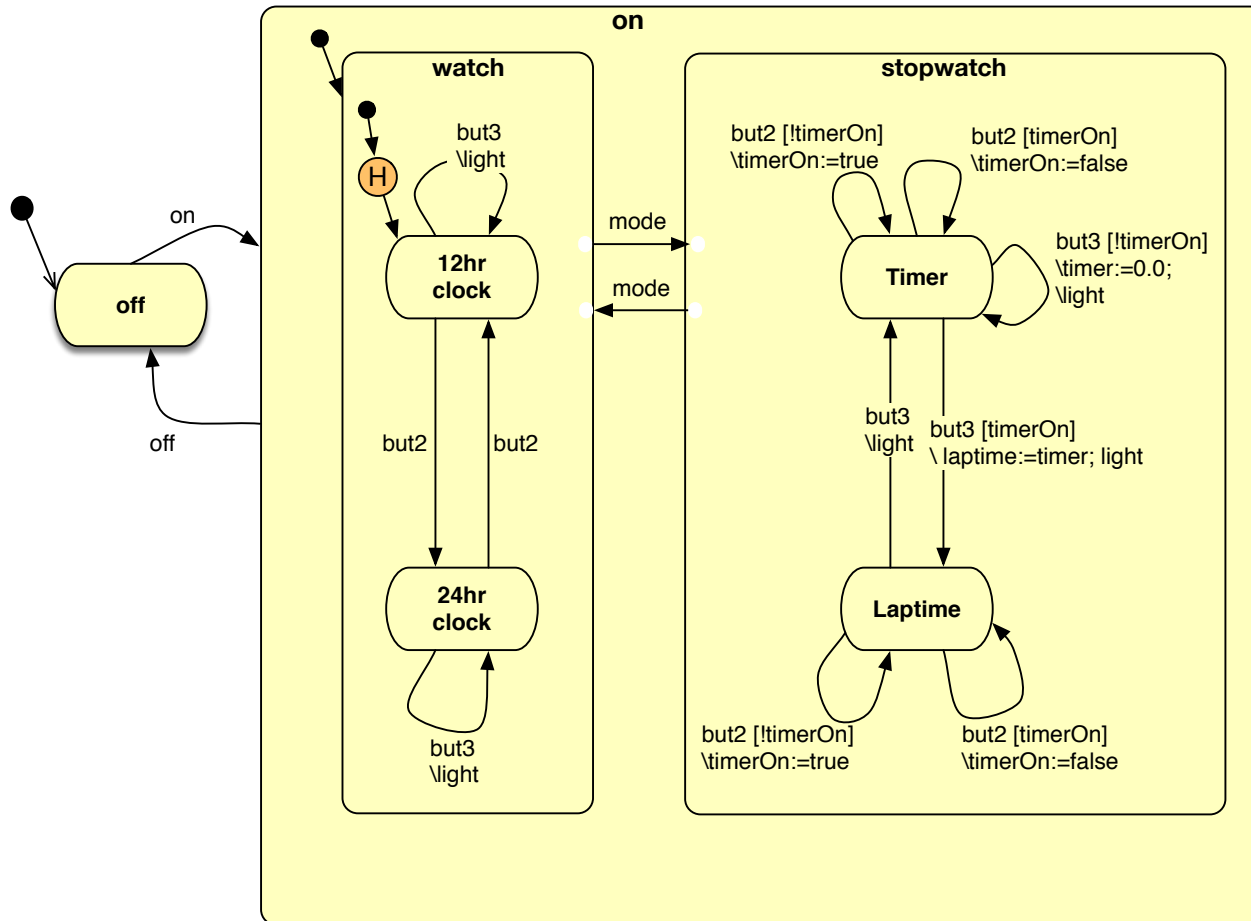 on
watch
stopwatch
but3
\light
but2 [!timerOn]
\timerOn:=true
but2 [timerOn]
\timerOn:=false
H
on
mode
but3 [!timerOn]
\timer:=0.0;
\light
12hr
clock
Timer
mode
off
but3
\light
but3 [timerOn]
\ laptime:=timer; light
off
but2
but2
24hr
clock
Laptime
but3
\light
but2 [!timerOn]
\timerOn:=true
but2 [timerOn]
\timerOn:=false